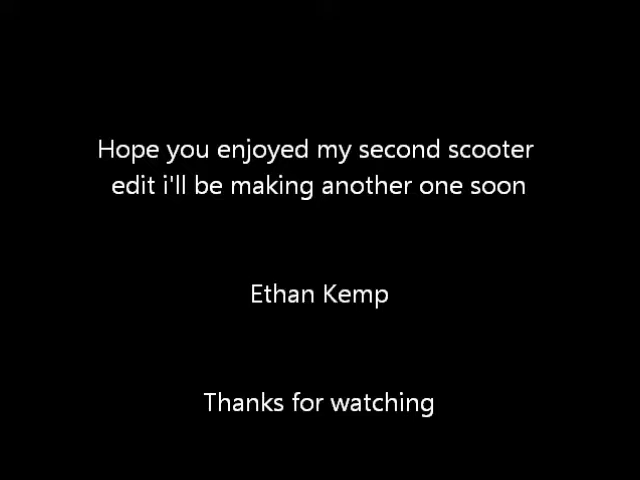 Hope you enjoyed my second scooter
edit i'll be making another one soon
Ethan Kemp
Thanks for watching